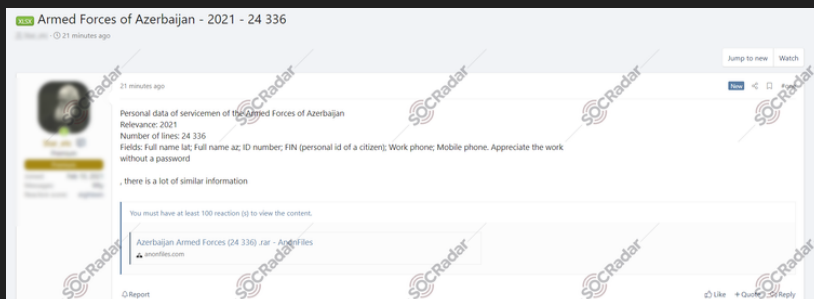 XLSX Armed Forces of Azerbaijan - 2021 - 24 336
21 minutes ago
Jump to new Watch
21 minutes ago
New
Personal data of servicemen of the Armed Forces of Azerbaijan
Relevance: 2021
Number of lines: 24 336
Fields: Full name lat; Full name az; ID number; FIN (personal id of a citizen); Work phone; Mobile phone. Appreciate the work
without a password
, there is a lot of similar information
You must have at least 100 reaction (s) to view the content.
Azerbaijan Armed Forces (24 336) .rar - AnonFiles
anonfiles.com
Report
Like + Quote Reply
SOCRadar
SOCRadar
SOCRadar
SOCRadar
SOCRadar
SOCRadar
SOCRadar
SOCRadar
SOCRadar
SOCRadar